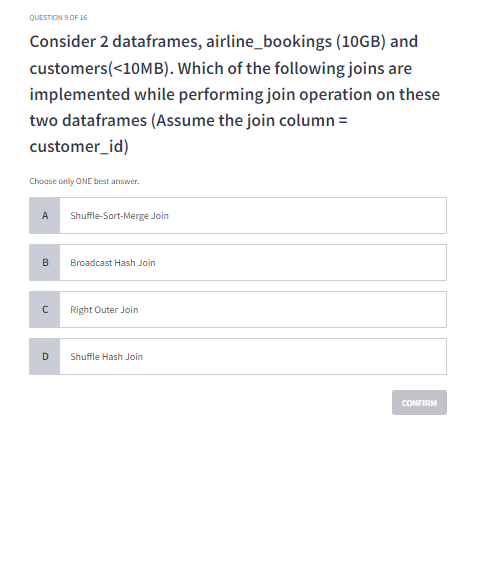 QUESTION 9 OF 16
Consider 2 dataframes, airline_bookings (10GB) and
customers(<10MB). Which of the following joins are
implemented while performing join operation on these
two dataframes (Assume the join column =
customer_id)
Choose only ONE best answer.
A Shuffle-Sort-Merge Join
B Broadcast Hash Join
C Right Outer Join
D Shuffle Hash Join
CONFIRM